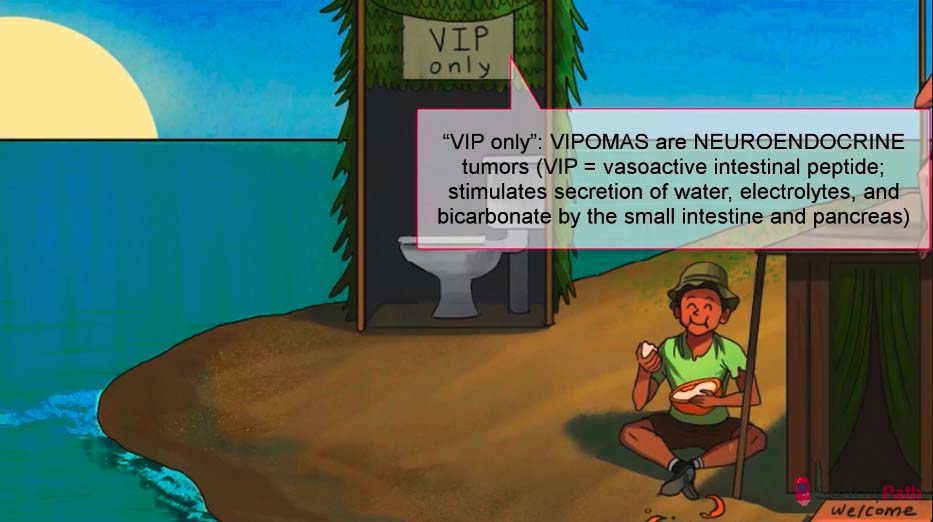 VIP
only
“VIP only”: VIPOMAS are NEUROENDOCRINE
tumors (VIP = vasoactive intestinal peptide;
stimulates secretion of water, electrolytes, and
bicarbonate by the small intestine and pancreas)
SketchyPath
welcome